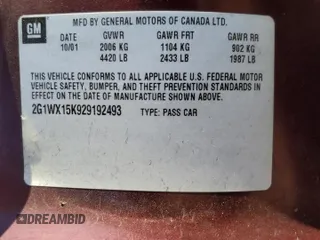 GM
MFD BY GENERAL MOTORS OF CANADA LTD.
DATE GVWR GAWR FRT GAWR RR
10/01 2006 KG 1104 KG 902 KG
4420 LB 2433 LB 1987 LB
THIS VEHICLE CONFORMS TO ALL APPLICABLE U.S. FEDERAL MOTOR
VEHICLE SAFETY, BUMPER, AND THEFT PREVENTION STANDARDS
IN EFFECT ON THE DATE OF MANUFACTURE SHOWN ABOVE.
2G1WX15K929192493 TYPE: PASS CAR
DREAMBID